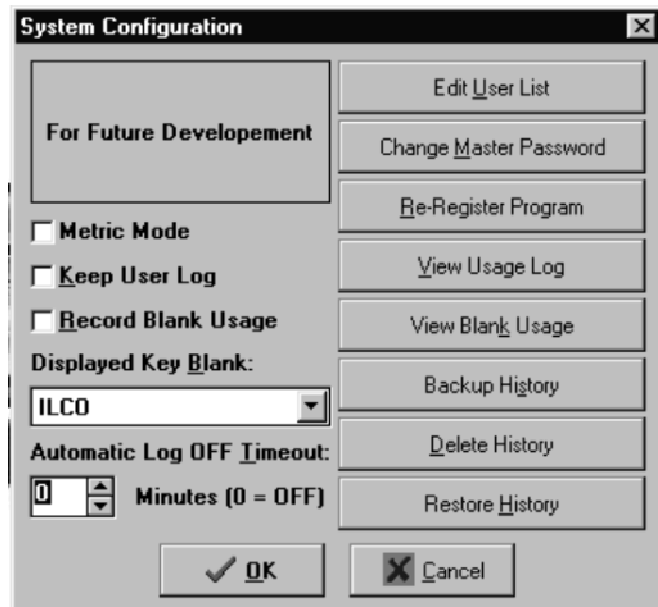 System Configuration
For Future Developement
Metric Mode
Keep User Log
Record Blank Usage
Displayed Key Blank:
ILCO
Automatic Log OFF Timeout:
0 Minutes (0 = OFF)
Edit User List
Change Master Password
Re-Register Program
View Usage Log
View Blank Usage
Backup History
Delete History
Restore History
OK
Cancel